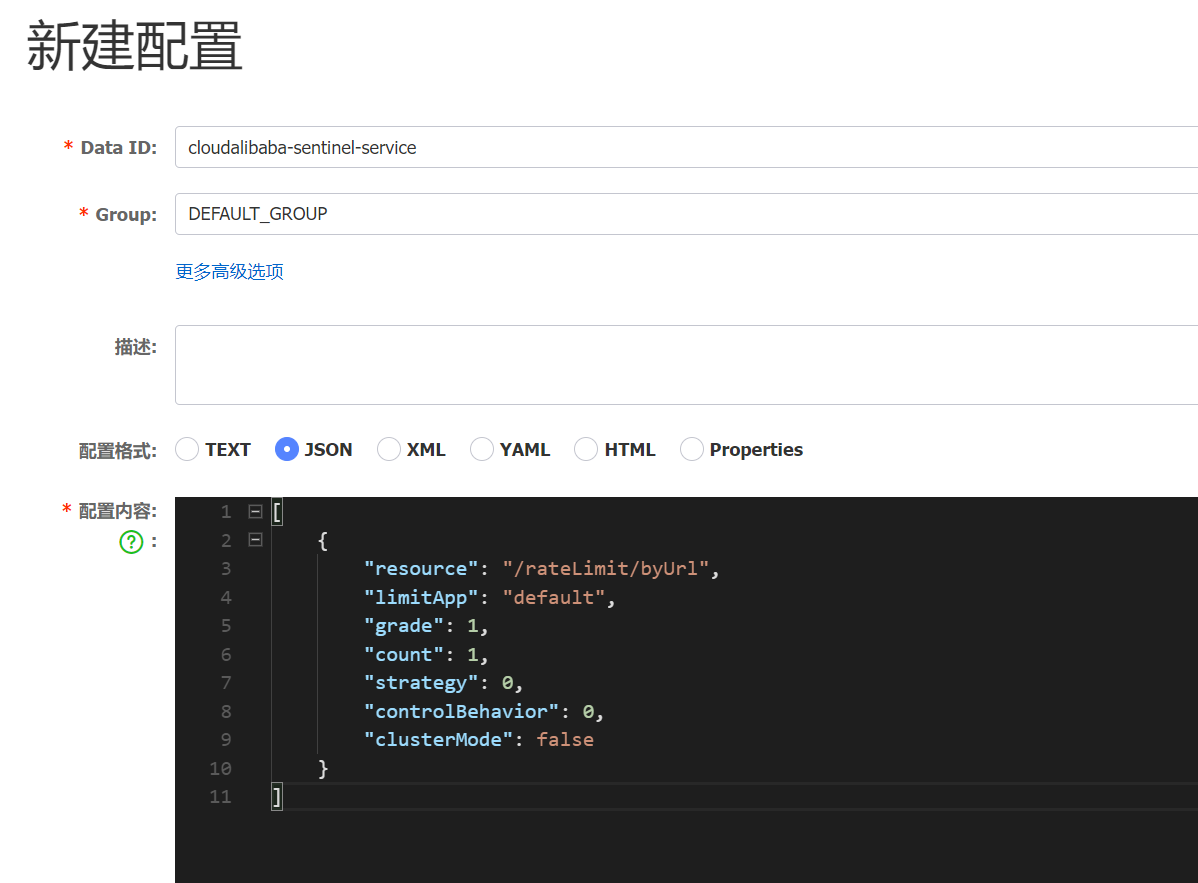 新建配置
* Data ID: cloudalibaba-sentinel-service
* Group: DEFAULT_GROUP
更多高级选项
描述:
配置格式: TEXT JSON XML YAML HTML Properties
* 配置内容:
? :
1 [
2 {
3 "resource": "/rateLimit/byUrl",
4 "limitApp": "default",
5 "grade": 1,
6 "count": 1,
7 "strategy": 0,
8 "controlBehavior": 0,
9 "clusterMode": false
10 }
11 ]